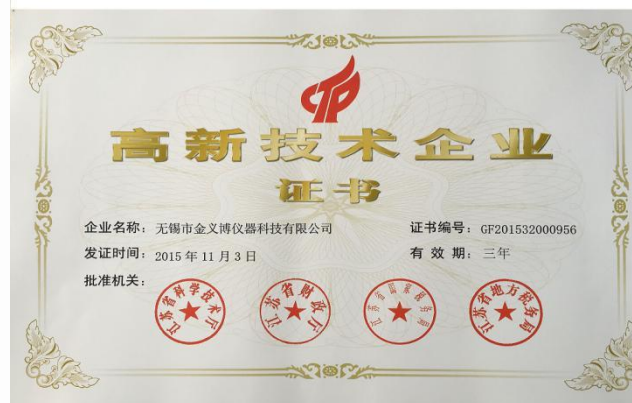 高新技术企业
证书
企业名称：无锡市金义博仪器科技有限公司
证书编号：GF201532000956
发证时间：2015年11月3日
有 效 期：三年
批准机关：
江苏省科学技术厅
江苏省财政厅
江苏省国家税务局
江苏省地方税务局